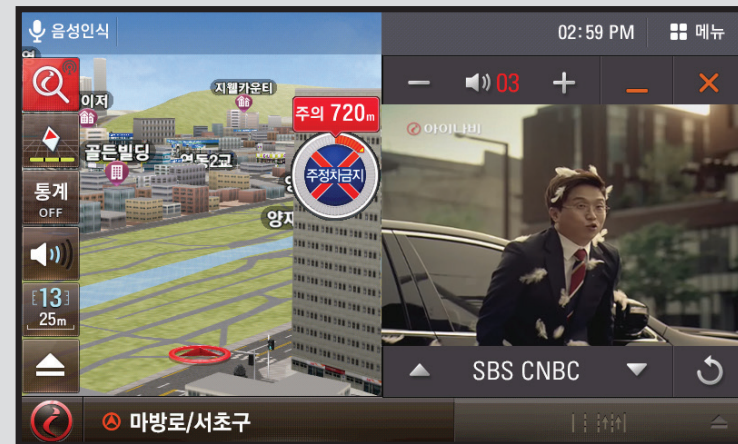 음성인식
02:59 PM
메뉴
이저
지웰카운티
주의 720m
03
아이나비
골든빌딩
영동2교
주정차금지
통계
OFF
양지
13
25m
SBS CNBC
마방로/서초구